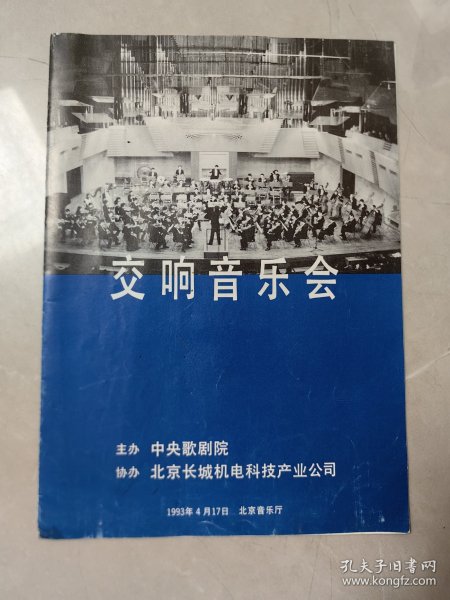 交响音乐会
主办 中央歌剧院
协办 北京长城机电科技产业公司
1993年4月17日 北京音乐厅
孔夫子旧书网
www.kongfz.com